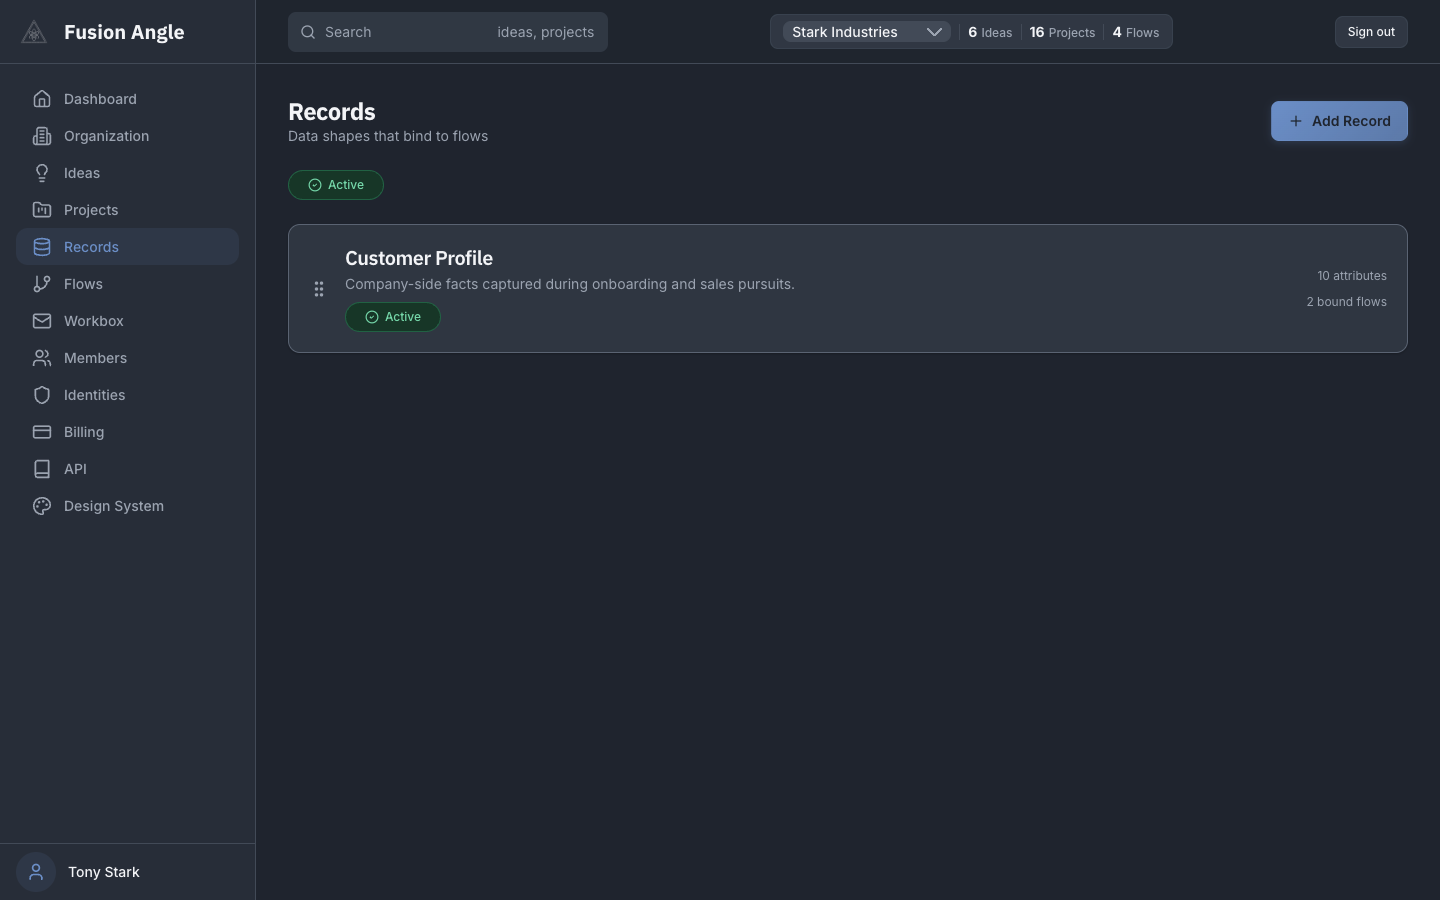 Fusion Angle
Search ideas, projects
Stark Industries 6 Ideas 16 Projects 4 Flows
Sign out
Dashboard
Organization
Ideas
Projects
Records
Flows
Workbox
Members
Identities
Billing
API
Design System
Tony Stark
Records
Data shapes that bind to flows
Add Record
Active
Customer Profile
Company-side facts captured during onboarding and sales pursuits.
Active
10 attributes
2 bound flows